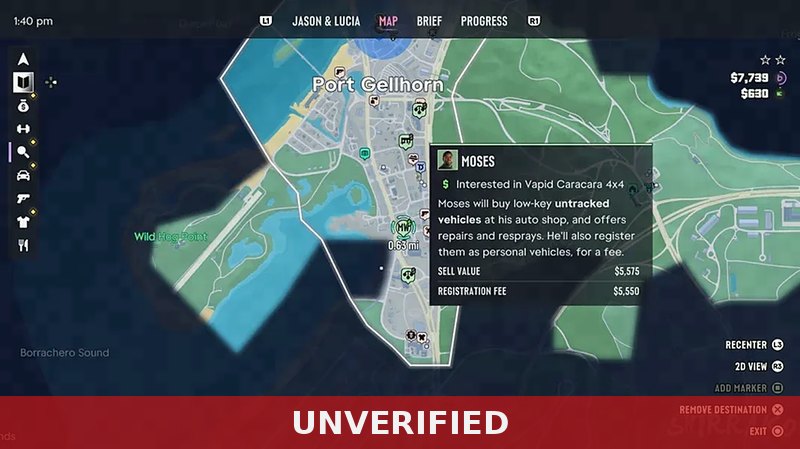 1:40 pm
L1 JASON & LUCIA MAP BRIEF PROGRESS R1
$7,739
$630
Port Gellhorn
MOSES
$ Interested in Vapid Caracara 4x4
Moses will buy low-key untracked
vehicles at his auto shop, and offers
repairs and resprays. He'll also register
them as personal vehicles, for a fee.
SELL VALUE $5,575
REGISTRATION FEE $5,550
Wild Hog Point
MW
0.63 mi
Borrachero Sound
RECENTER L3
2D VIEW R3
ADD MARKER
REMOVE DESTINATION
EXIT
UNVERIFIED